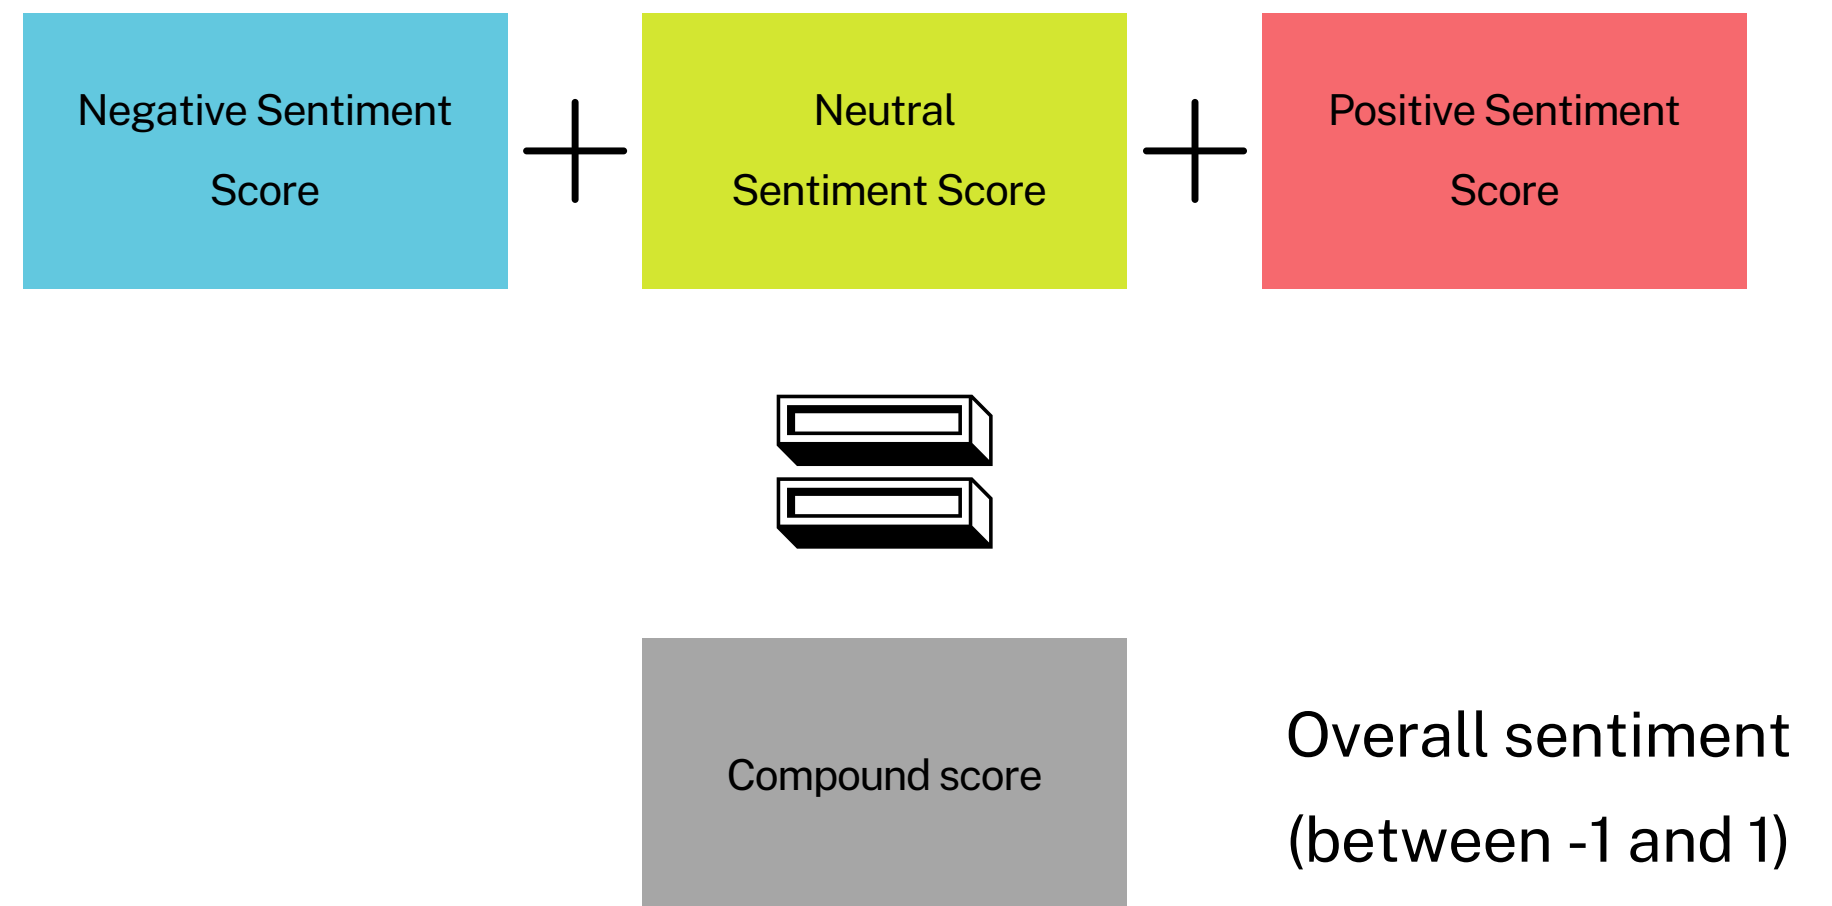 Negative Sentiment
Score
Neutral
Sentiment Score
Positive Sentiment
Score
Compound score
Overall sentiment
(between -1 and 1)